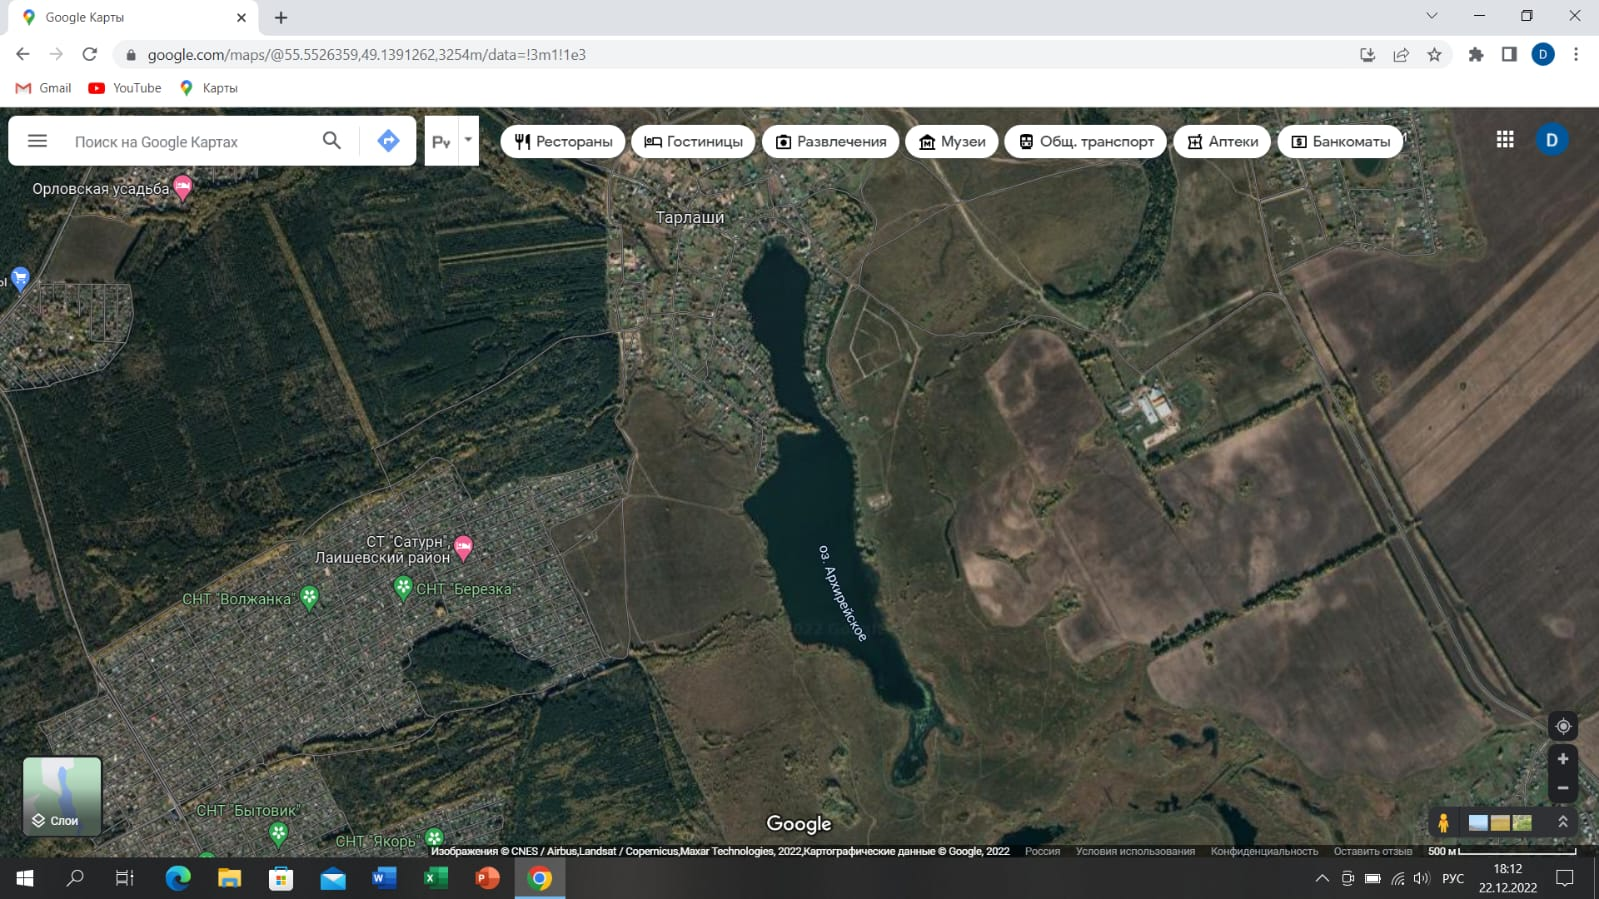 Google Карты
google.com/maps/@55.5526359,49.1391262,3254m/data=!3m1!1e3
D
Gmail
YouTube
Карты
Поиск на Google Картах
Рестораны
Гостиницы
Развлечения
Музеи
Общ. транспорт
Аптеки
Банкоматы
D
Орловская усадьба
Тарлаши
СТ "Сатурн
Лаишевский район
СНТ "Волжанка"
СНТ "Березка"
оз. Архирейское
СНТ "Бытовик"
СНТ "Якорь"
Слои
Google
Изображения © CNES / Airbus,Landsat / Copernicus,Maxar Technologies, 2022,Картографические данные © Google, 2022 Россия Условия использования Конфиденциальность Оставить отзыв 500 м
РУС
18:12
22.12.2022